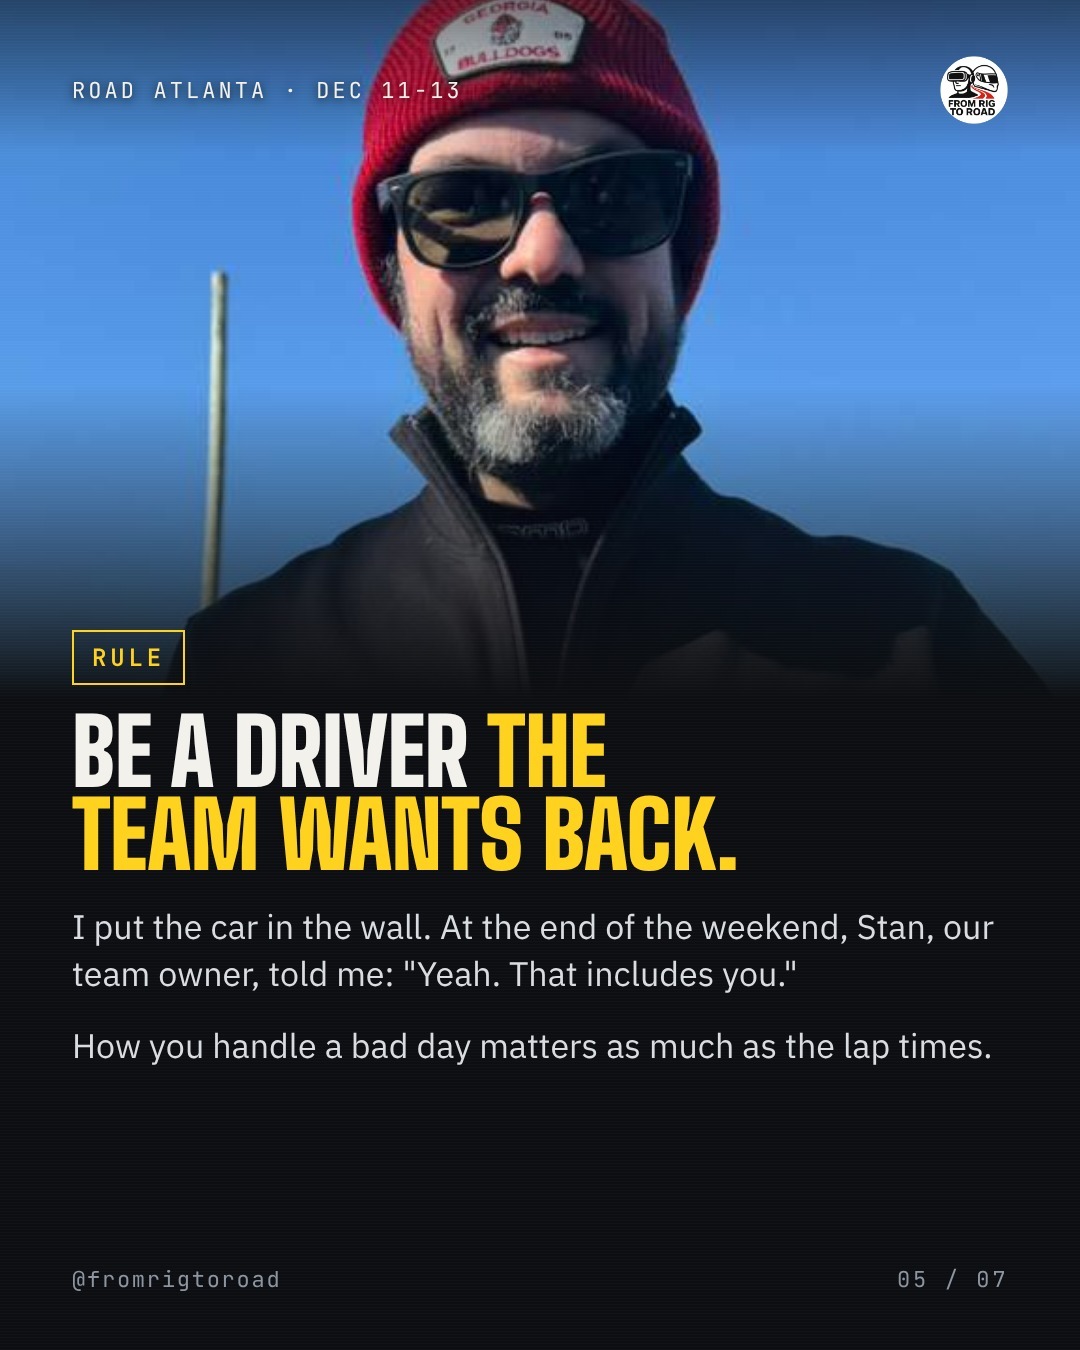 GEORGIA
BULLDOGS
ROAD ATLANTA · DEC 11-13
FROM RIG
TO ROAD
RULE
BE A DRIVER THE
TEAM WANTS BACK.
I put the car in the wall. At the end of the weekend, Stan, our
team owner, told me: "Yeah. That includes you."
How you handle a bad day matters as much as the lap times.
@fromrigtoroad
05 / 07